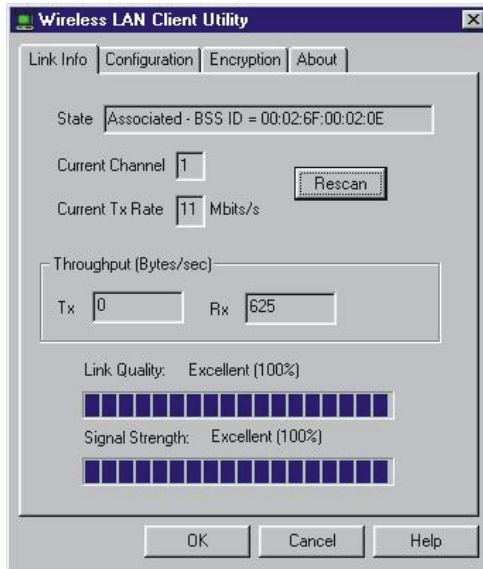 Wireless LAN Client Utility
Link Info Configuration Encryption About
State Associated - BSS ID = 00:02:6F:00:02:0E
Current Channel 1
Rescan
Current Tx Rate 11 Mbits/s
Throughput (Bytes/sec)
Tx 0 Rx 625
Link Quality: Excellent (100%)
Signal Strength: Excellent (100%)
OK Cancel Help